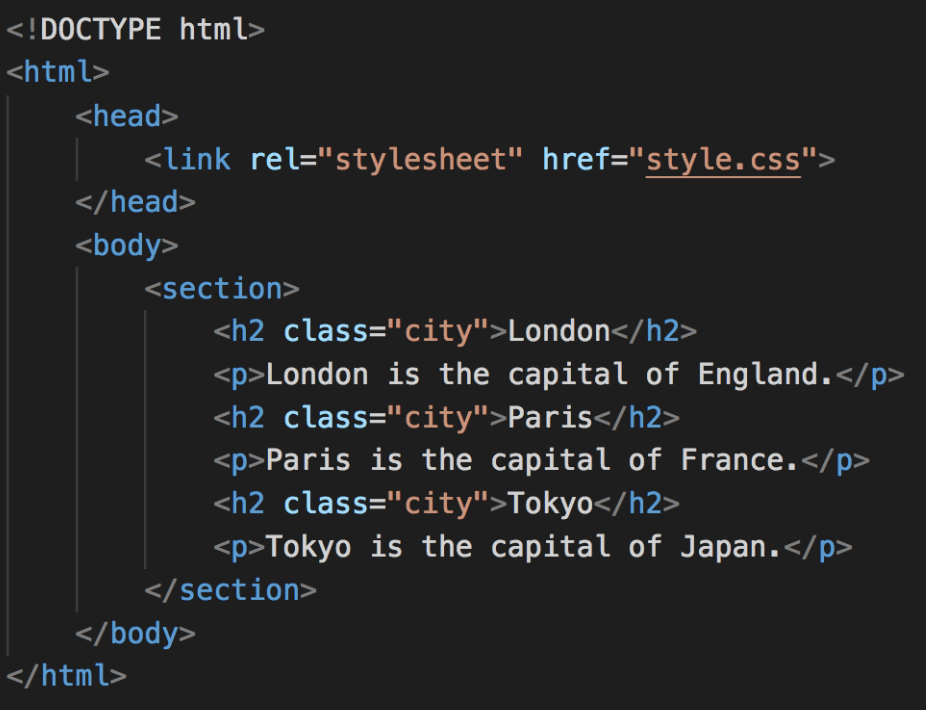 <!DOCTYPE html>
<html>
<head>
<link rel="stylesheet" href="style.css">
</head>
<body>
<section>
<h2 class="city">London</h2>
<p>London is the capital of England.</p>
<h2 class="city">Paris</h2>
<p>Paris is the capital of France.</p>
<h2 class="city">Tokyo</h2>
<p>Tokyo is the capital of Japan.</p>
</section>
</body>
</html>